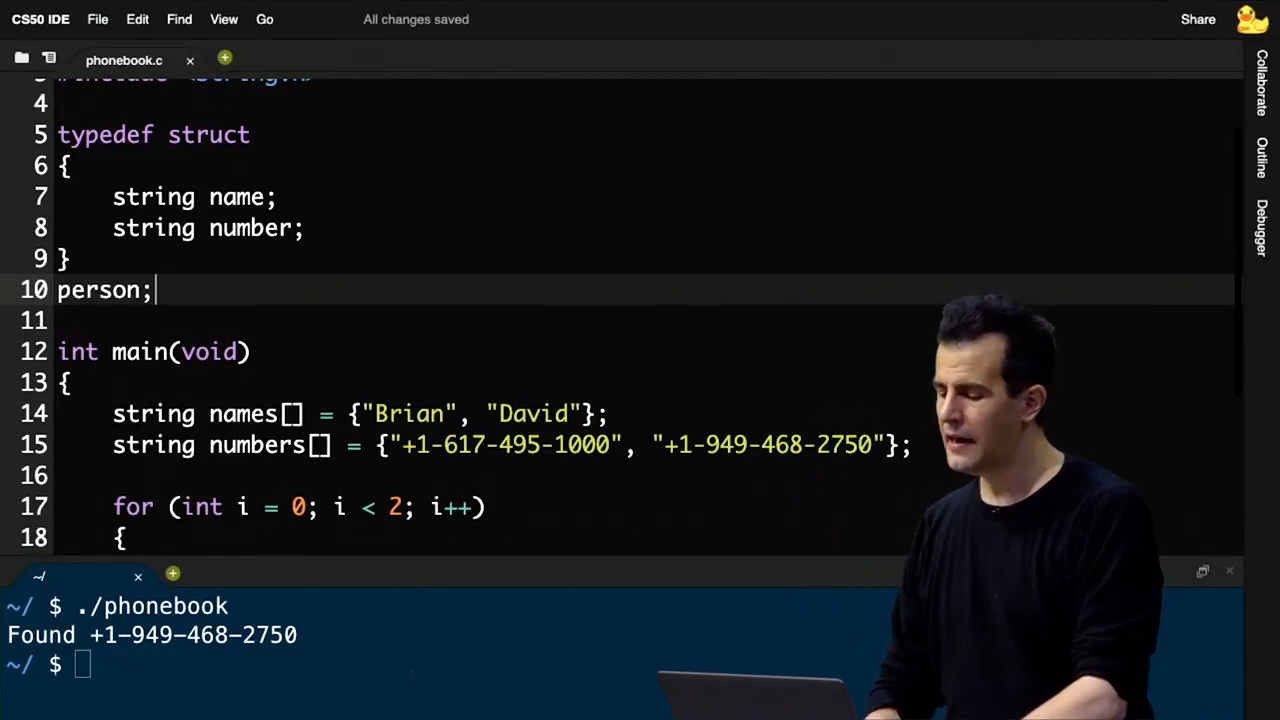 CS50 IDE File Edit Find View Go All changes saved Share
phonebook.c
4
5 typedef struct
6 {
7 string name;
8 string number;
9 }
10 person;
11
12 int main(void)
13 {
14 string names[] = {"Brian", "David"};
15 string numbers[] = {"+1-617-495-1000", "+1-949-468-2750"};
16
17 for (int i = 0; i < 2; i++)
18 {
~/
~/ $ ./phonebook
Found +1-949-468-2750
~/ $
Collaborate
Outline
Debugger